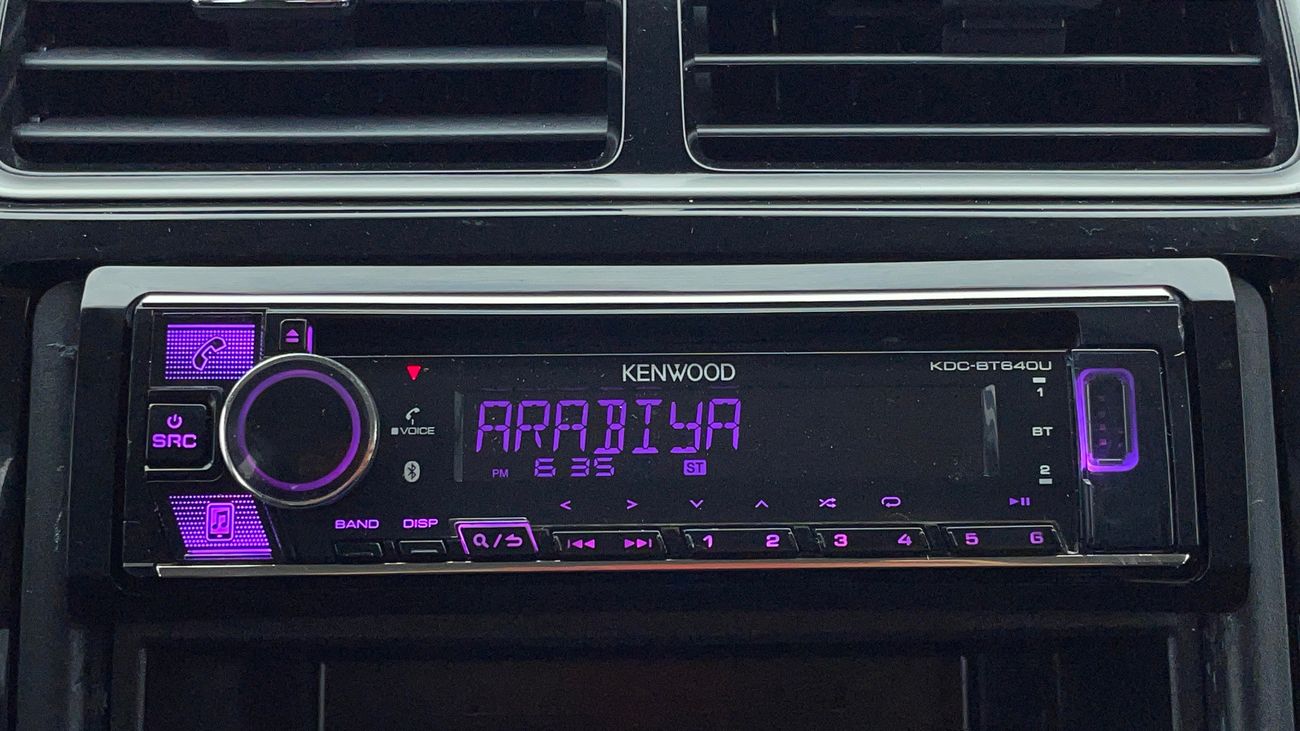 KENWOOD
KDC-BT640U
1
ARABIYA
VOICE
BT
SRC
PM 6 35 ST
2
BAND DISP
1 2 3 4 5 6